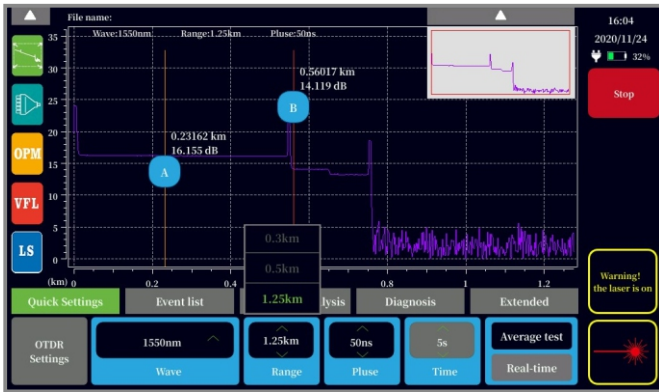 File name:
Wave:1550nm Range:1.25km Pluse:50ns
16:04
2020/11/24
32%
Stop
35
30
25
20
15
10
5
0
OPM
VFL
LS
0.23162 km
16.155 dB
A
0.56017 km
14.119 dB
B
(km) 0 0.2 0.4 0.8 1.0 1.2
0.3km
0.5km
1.25km
Warning!
the laser is on
Quick Settings Event list lysis Diagnosis Extended
OTDR
Settings
1550nm
Wave
1.25km
Range
50ns
Pluse
5s
Time
Average test
Real-time